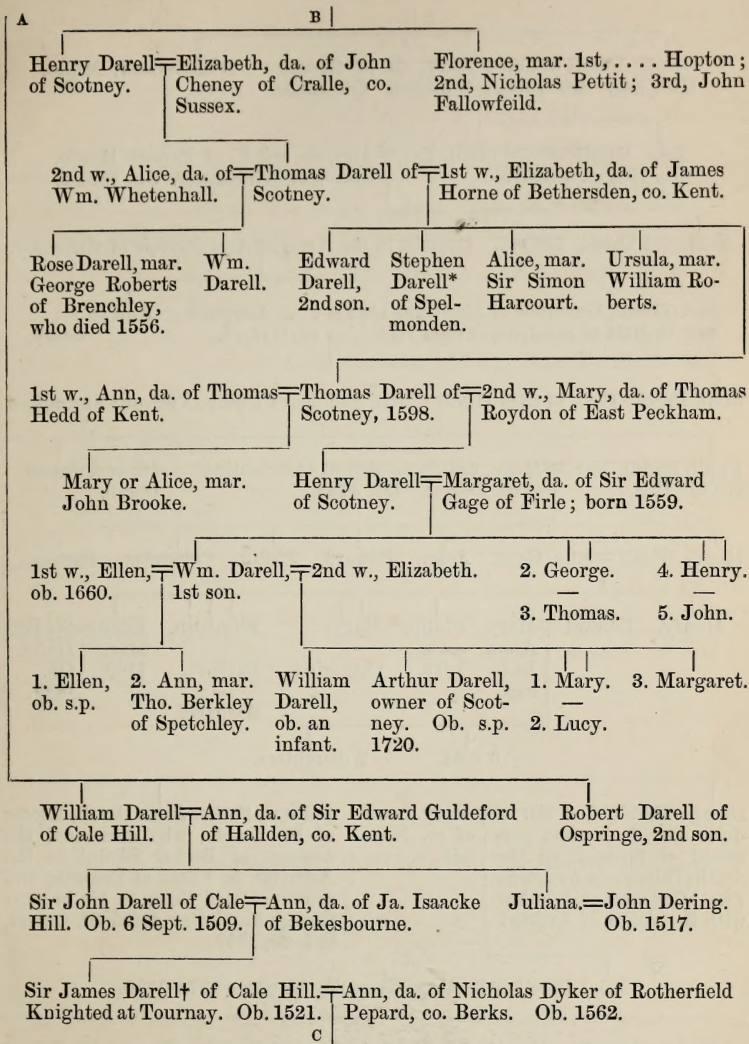 A B
Henry Darell Elizabeth, da. of John Florence, mar. 1st, . . . . Hopton;
of Scotney. Cheney of Cralle, co. 2nd, Nicholas Pettit; 3rd, John
Sussex. Fallowfeild.
2nd w., Alice, da. of Thomas Darell of 1st w., Elizabeth, da. of James
Wm. Whetenhall. Scotney. Horne of Bethersden, co. Kent.
Rose Darell, mar. Wm. Edward Stephen Alice, mar. Ursula, mar.
George Roberts Darell. Darell, Darell* Sir Simon William Ro-
of Brenchley, 2nd son. of Spel- Harcourt. berts.
who died 1556. monden.
1st w., Ann, da. of Thomas Thomas Darell of 2nd w., Mary, da. of Thomas
Hedd of Kent. Scotney, 1598. Roydon of East Peckham.
Mary or Alice, mar. Henry Darell Margaret, da. of Sir Edward
John Brooke. of Scotney. Gage of Firle; born 1559.
1st w., Ellen, Wm. Darell, 2nd w., Elizabeth. 2. George. 4. Henry.
ob. 1660. 1st son. — —
3. Thomas. 5. John.
1. Ellen, 2. Ann, mar. William Arthur Darell, 1. Mary. 3. Margaret.
ob. s.p. Tho. Berkley Darell, owner of Scot- —
of Spetchley. ob. an ney. Ob. s.p. 2. Lucy.
infant. 1720.
William Darell Ann, da. of Sir Edward Guldeford Robert Darell of
of Cale Hill. of Hallden, co. Kent. Ospringe, 2nd son.
Sir John Darell of Cale Ann, da. of Ja. Isaacke Juliana.=John Dering.
Hill. Ob. 6 Sept. 1509. of Bekesbourne. Ob. 1517.
Sir James Darell† of Cale Hill. Ann, da. of Nicholas Dyker of Rotherfield
Knighted at Tournay. Ob. 1521. Pepard, co. Berks. Ob. 1562.
C